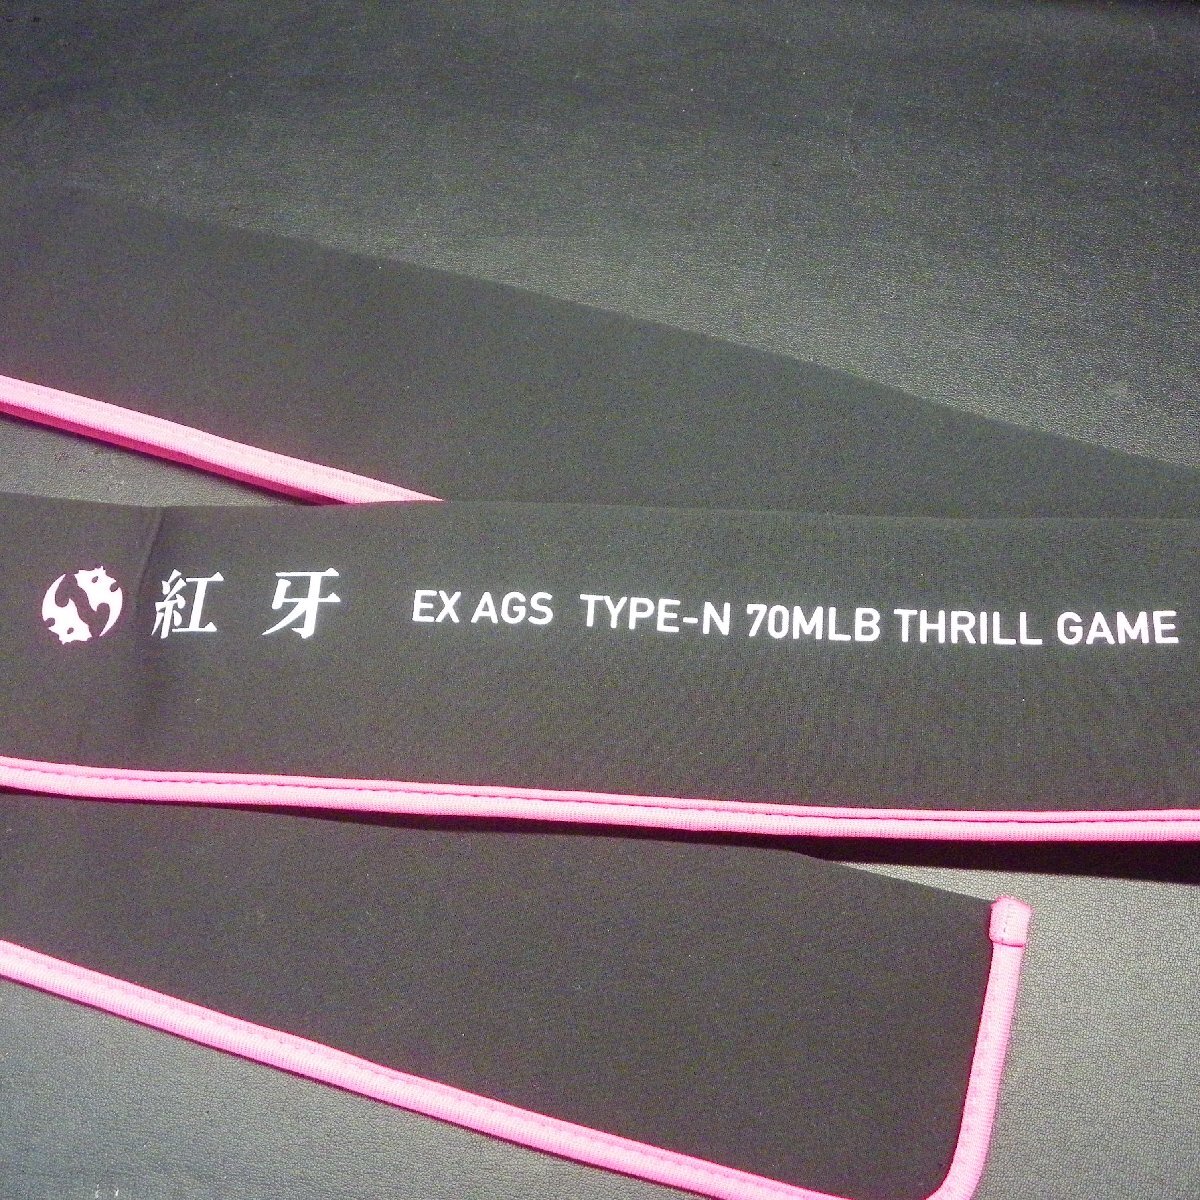 紅牙 EX AGS TYPE-N 70MLB THRILL GAME